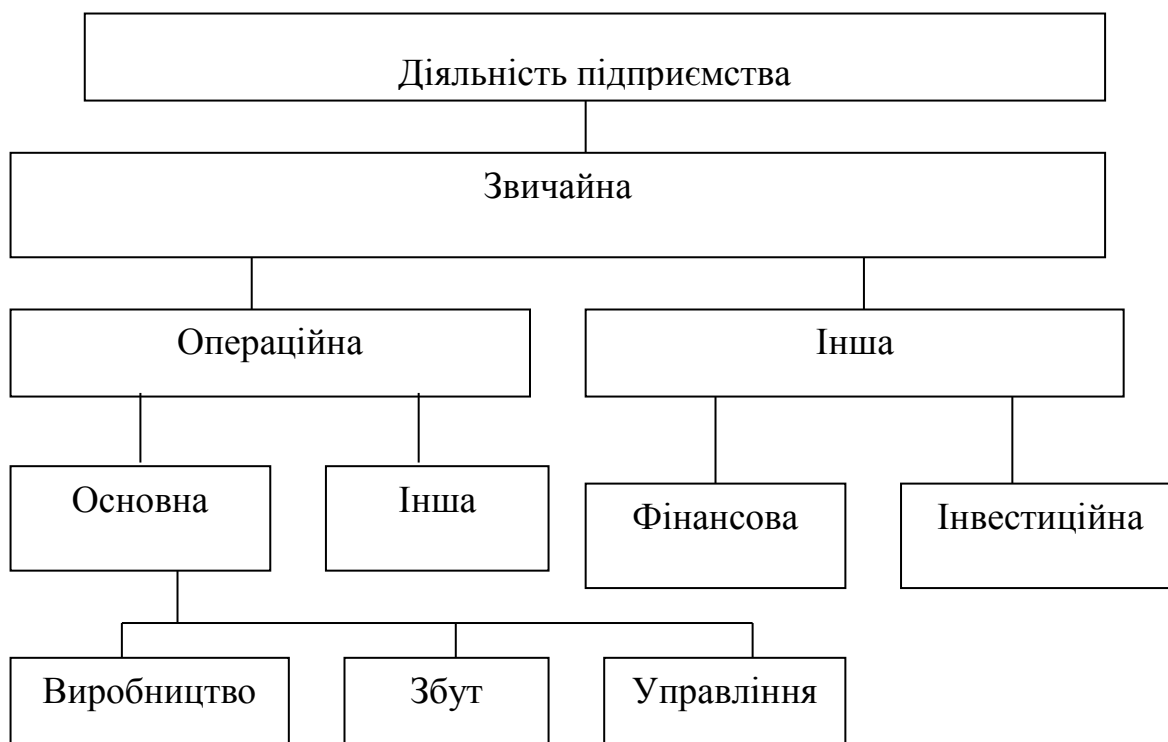 Діяльність підприємства
Звичайна
Операційна
Інша
Основна
Інша
Фінансова
Інвестиційна
Виробництво
Збут
Управління